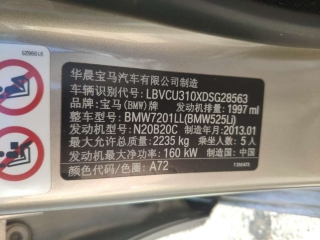 华晨宝马汽车有限公司制造
车辆识别代号: LBVCU310XDSG28563
品牌: 宝马(BMW)牌 发动机排量: 1997 ml
整车型号: BMW7201LL(BMW525Li)
发动机型号: N20B20C 制造年月: 2013.01
最大允许总质量: 2235 kg 乘坐人数: 5人
发动机最大净功率: 160 kW 制造国: 中国
颜色代码/色圈: A72